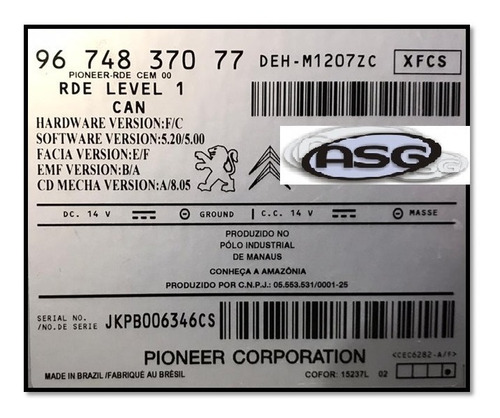 96 748 370 77 DEH-M1207ZC XFCS
PIONEER-RDE CEM 00
RDE LEVEL 1
CAN
HARDWARE VERSION:F/C
SOFTWARE VERSION:5.20/5.00
FACIA VERSION:E/F
EMF VERSION:B/A
CD MECHA VERSION:A/8.05
ASG
SG
DC. 14 V GROUND C.C. 14 V MASSE
PRODUZIDO NO
PÓLO INDUSTRIAL
DE MANAUS
CONHEÇA A AMAZÔNIA
PRODUZIDO POR C.N.P.J.: 05.553.531/0001-25
SERIAL NO.
/NO.DE SERIE JKPB006346CS
PIONEER CORPORATION
<CEC6282-A/F>
MADE IN BRAZIL /FABRIQUÉ AU BRÉSIL COFOR: 15237L 02